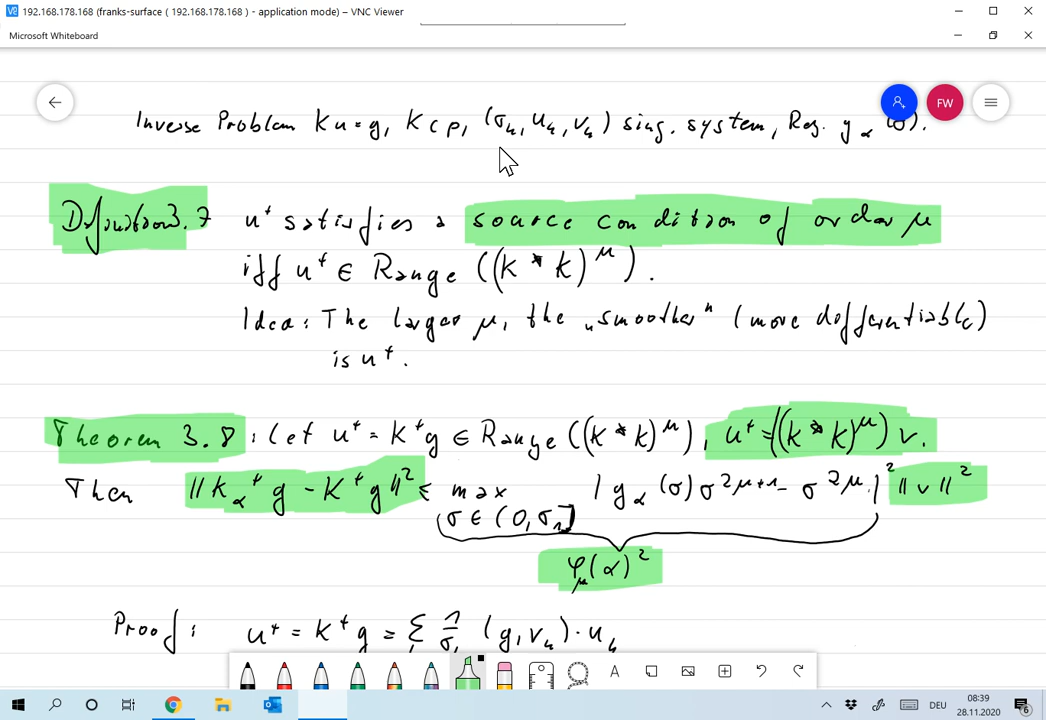 192.168.178.168 (franks-surface ( 192.168.178.168 ) - application mode) – VNC Viewer
Microsoft Whiteboard
FW
Inverse Problem Ku=g, K cp, (σₖ, uₖ, vₖ) sing. system, Reg. g_α(σ).
Definition 3.7 u⁺ satisfies a source condition of order μ
iff u⁺ ∈ Range ((K*K)^μ).
Idea: The larger μ, the "smoother" (more differentiable)
is u⁺.
Theorem 3.8: Let u⁺ = K⁺g ∈ Range((K*K)^μ), u⁺=((K*K)^μ)v.
Then ‖K_α⁺g - K⁺g‖² ≤ max |g_α(σ)σ^{2μ+1} - σ^{2μ}|² ‖v‖²
σ∈(0,σ₁]
φ_μ(α)²
Proof: u⁺ = K⁺g = Σ 1/σ (g,vₖ)·uₖ
A
DEU
08:39
28.11.2020
6